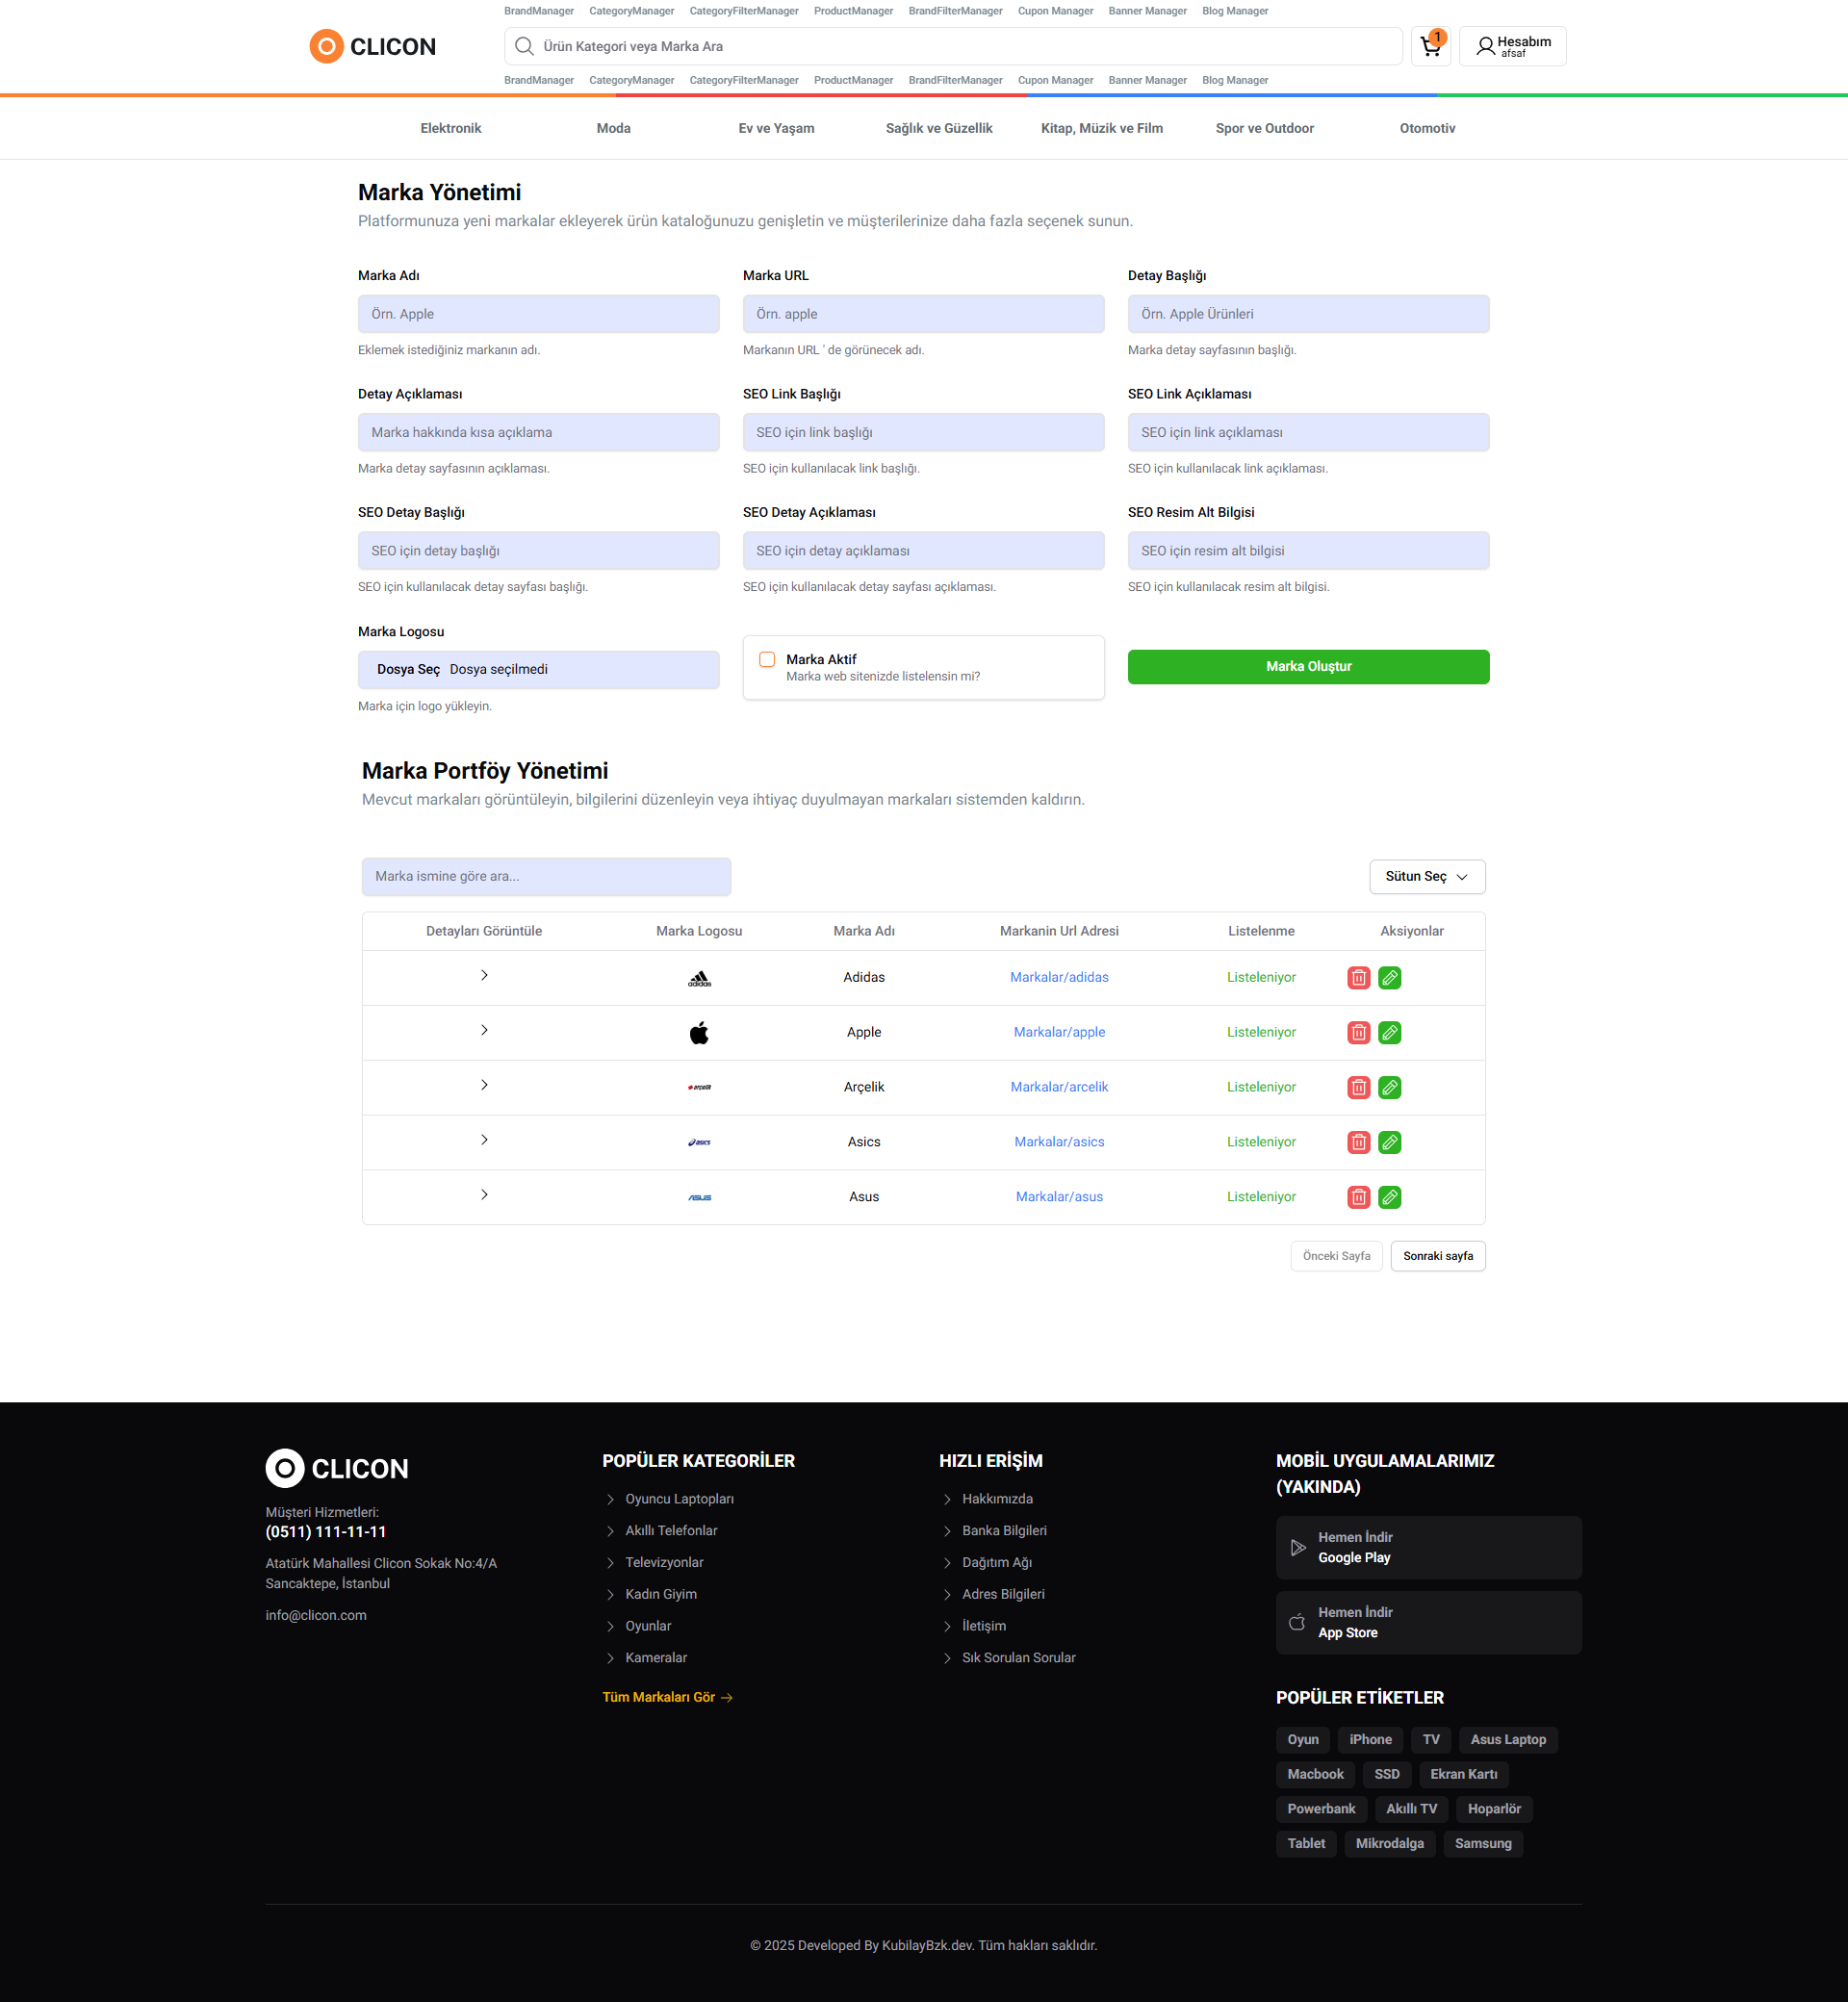 BrandManager CategoryManager CategoryFilterManager ProductManager BrandFilterManager Cupon Manager Banner Manager Blog Manager
CLICON
Ürün Kategori veya Marka Ara
1
Hesabım
afsaf
BrandManager CategoryManager CategoryFilterManager ProductManager BrandFilterManager Cupon Manager Banner Manager Blog Manager
Elektronik Moda Ev ve Yaşam Sağlık ve Güzellik Kitap, Müzik ve Film Spor ve Outdoor Otomotiv
Marka Yönetimi
Platformunuza yeni markalar ekleyerek ürün kataloğunuzu genişletin ve müşterilerinize daha fazla seçenek sunun.
Marka Adı Marka URL Detay Başlığı
Örn. Apple Örn. apple Örn. Apple Ürünleri
Eklemek istediğiniz markanın adı. Markanın URL ' de görünecek adı. Marka detay sayfasının başlığı.
Detay Açıklaması SEO Link Başlığı SEO Link Açıklaması
Marka hakkında kısa açıklama SEO için link başlığı SEO için link açıklaması
Marka detay sayfasının açıklaması. SEO için kullanılacak link başlığı. SEO için kullanılacak link açıklaması.
SEO Detay Başlığı SEO Detay Açıklaması SEO Resim Alt Bilgisi
SEO için detay başlığı SEO için detay açıklaması SEO için resim alt bilgisi
SEO için kullanılacak detay sayfası başlığı. SEO için kullanılacak detay sayfası açıklaması. SEO için kullanılacak resim alt bilgisi.
Marka Logosu
Dosya Seç Dosya seçilmedi
Marka için logo yükleyin.
Marka Aktif
Marka web sitenizde listelensin mi?
Marka Oluştur
Marka Portföy Yönetimi
Mevcut markaları görüntüleyin, bilgilerini düzenleyin veya ihtiyaç duyulmayan markaları sistemden kaldırın.
Marka ismine göre ara... Sütun Seç
Detayları Görüntüle Marka Logosu Marka Adı Markanin Url Adresi Listelenme Aksiyonlar
adidas Adidas Markalar/adidas Listeleniyor
Apple Markalar/apple Listeleniyor
arçelik Arçelik Markalar/arcelik Listeleniyor
asics Asics Markalar/asics Listeleniyor
ASUS Asus Markalar/asus Listeleniyor
Önceki Sayfa Sonraki sayfa
CLICON
Müşteri Hizmetleri:
(0511) 111-11-11
Atatürk Mahallesi Clicon Sokak No:4/A
Sancaktepe, İstanbul
info@clicon.com
POPÜLER KATEGORİLER
Oyuncu Laptopları
Akıllı Telefonlar
Televizyonlar
Kadın Giyim
Oyunlar
Kameralar
Tüm Markaları Gör
HIZLI ERİŞİM
Hakkımızda
Banka Bilgileri
Dağıtım Ağı
Adres Bilgileri
İletişim
Sık Sorulan Sorular
MOBİL UYGULAMALARIMIZ
(YAKINDA)
Hemen İndir
Google Play
Hemen İndir
App Store
POPÜLER ETİKETLER
Oyun iPhone TV Asus Laptop
Macbook SSD Ekran Kartı
Powerbank Akıllı TV Hoparlör
Tablet Mikrodalga Samsung
© 2025 Developed By KubilayBzk.dev. Tüm hakları saklıdır.